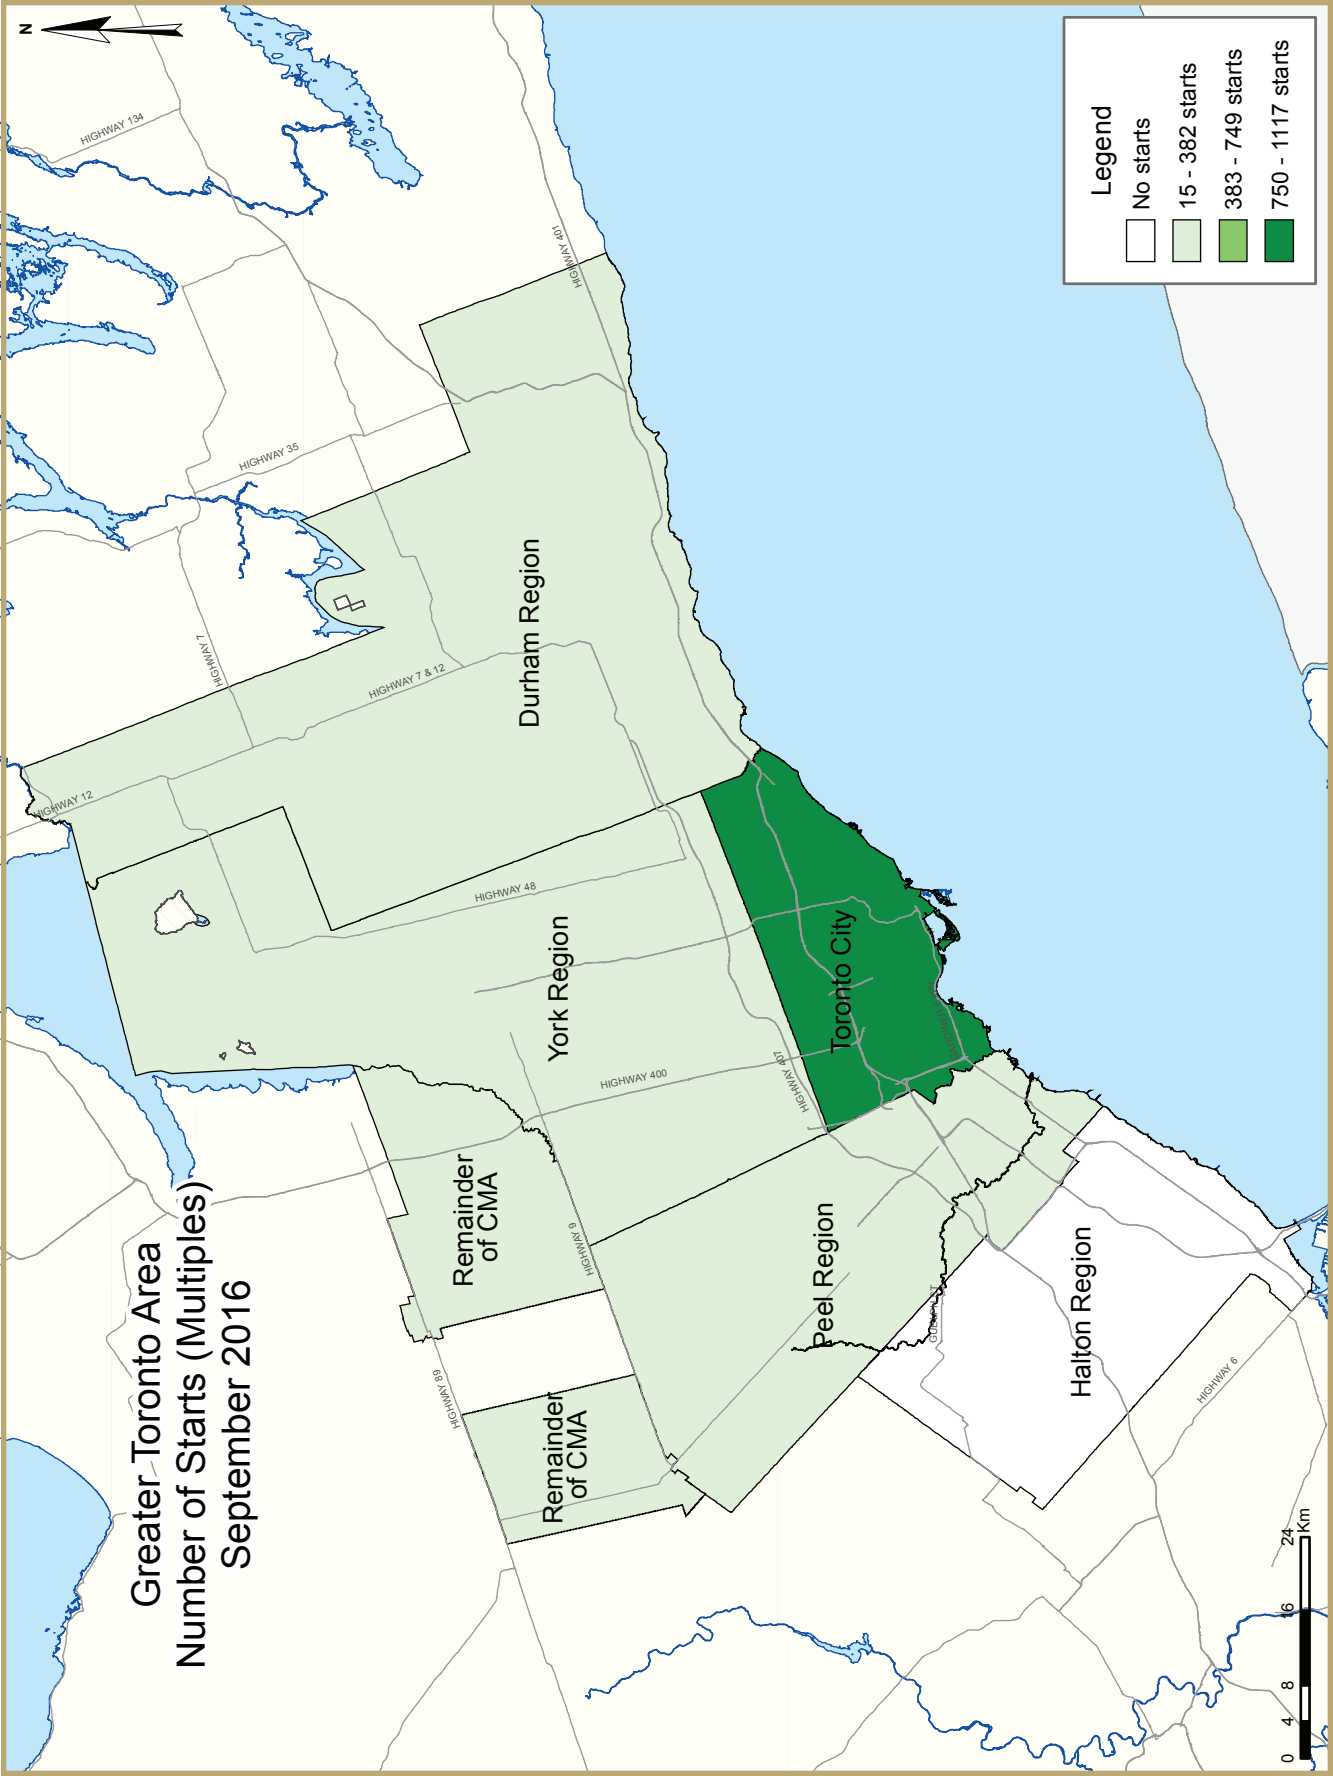 Greater Toronto Area
Number of Starts (Multiples)
September 2016
N
HIGHWAY 134
HIGHWAY 401
HIGHWAY 35
HIGHWAY 7
HIGHWAY 7 & 12
HIGHWAY 12
HIGHWAY 48
HIGHWAY 400
HIGHWAY 407
HIGHWAY 9
HIGHWAY 89
HIGHWAY 6
Durham Region
York Region
Toronto City
Remainder
of CMA
Remainder
of CMA
Peel Region
Halton Region
Legend
No starts
15 - 382 starts
383 - 749 starts
750 - 1117 starts
0 4 8 16 24
Km